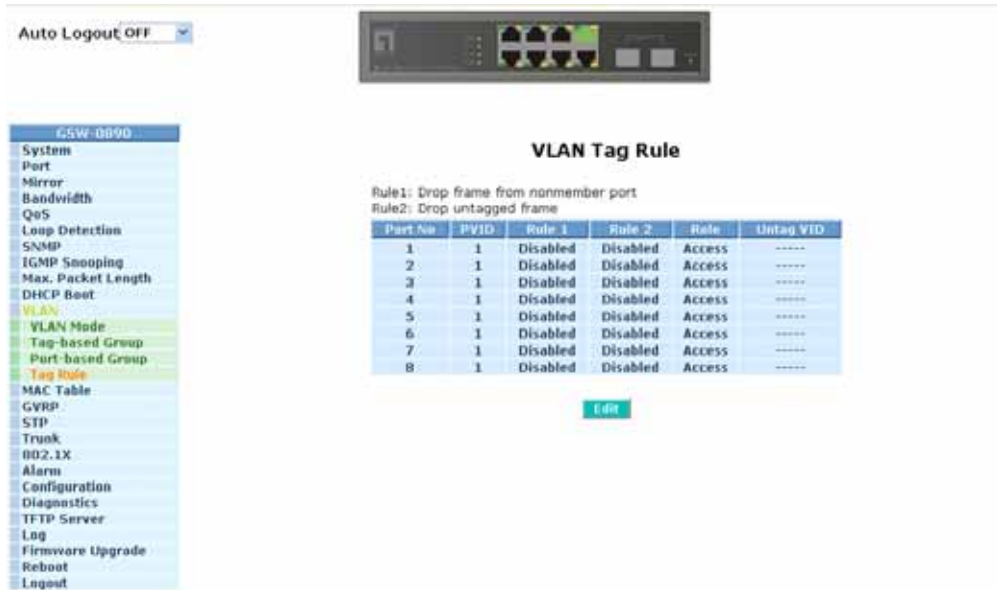 Auto Logout OFF
GSW-0890
System
Port
Mirror
Bandwidth
QoS
Loop Detection
SNMP
IGMP Snooping
Max. Packet Length
DHCP Boot
VLAN
VLAN Mode
Tag-based Group
Port-based Group
Tag Rule
MAC Table
GVRP
STP
Trunk
802.1X
Alarm
Configuration
Diagnostics
TFTP Server
Log
Firmware Upgrade
Reboot
Logout
VLAN Tag Rule
Rule1: Drop frame from nonmember port
Rule2: Drop untagged frame
Port No PVID Rule 1 Rule 2 Role Untag VID
1 1 Disabled Disabled Access -----
2 1 Disabled Disabled Access -----
3 1 Disabled Disabled Access -----
4 1 Disabled Disabled Access -----
5 1 Disabled Disabled Access -----
6 1 Disabled Disabled Access -----
7 1 Disabled Disabled Access -----
8 1 Disabled Disabled Access -----
Edit